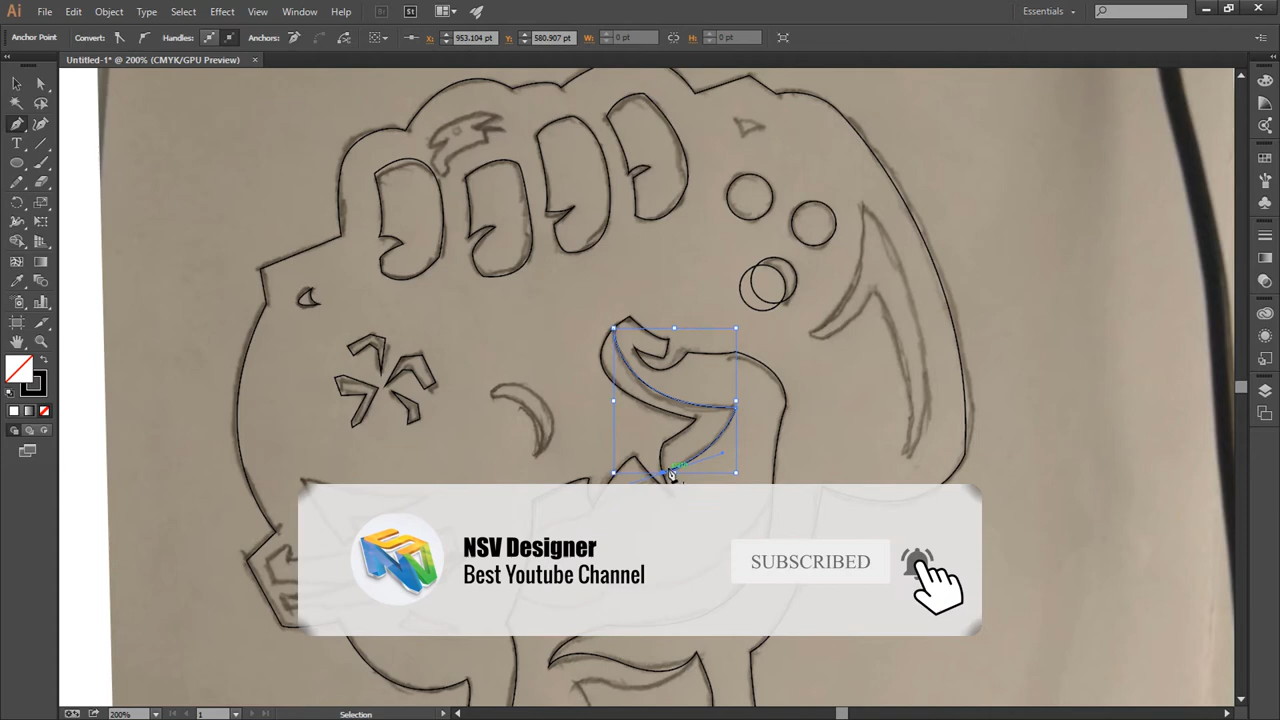 Ai File Edit Object Type Select Effect View Window Help Br St Essentials
Anchor Point Convert: Handles: Anchors: X: 953.104 pt Y: 580.907 pt W: 0 pt H: 0 pt
Untitled-1* @ 200% (CMYK/GPU Preview)
NSV Designer
Best Youtube Channel
SUBSCRIBED
200% 1 Selection